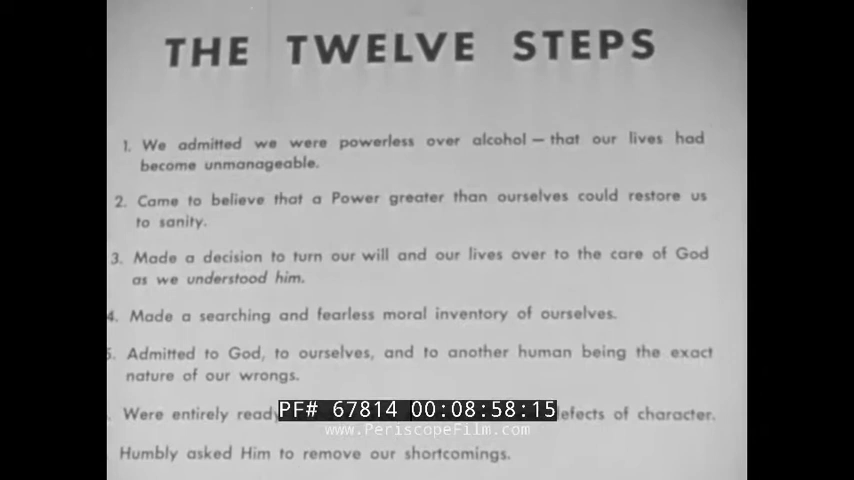 THE TWELVE STEPS
1. We admitted we were powerless over alcohol — that our lives had
become unmanageable.
2. Came to believe that a Power greater than ourselves could restore us
to sanity.
3. Made a decision to turn our will and our lives over to the care of God
as we understood him.
4. Made a searching and fearless moral inventory of ourselves.
5. Admitted to God, to ourselves, and to another human being the exact
nature of our wrongs.
Were entirely ready efects of character.
PF# 67814 00:08:58:15
www.PeriscopeFilm.com
Humbly asked Him to remove our shortcomings.